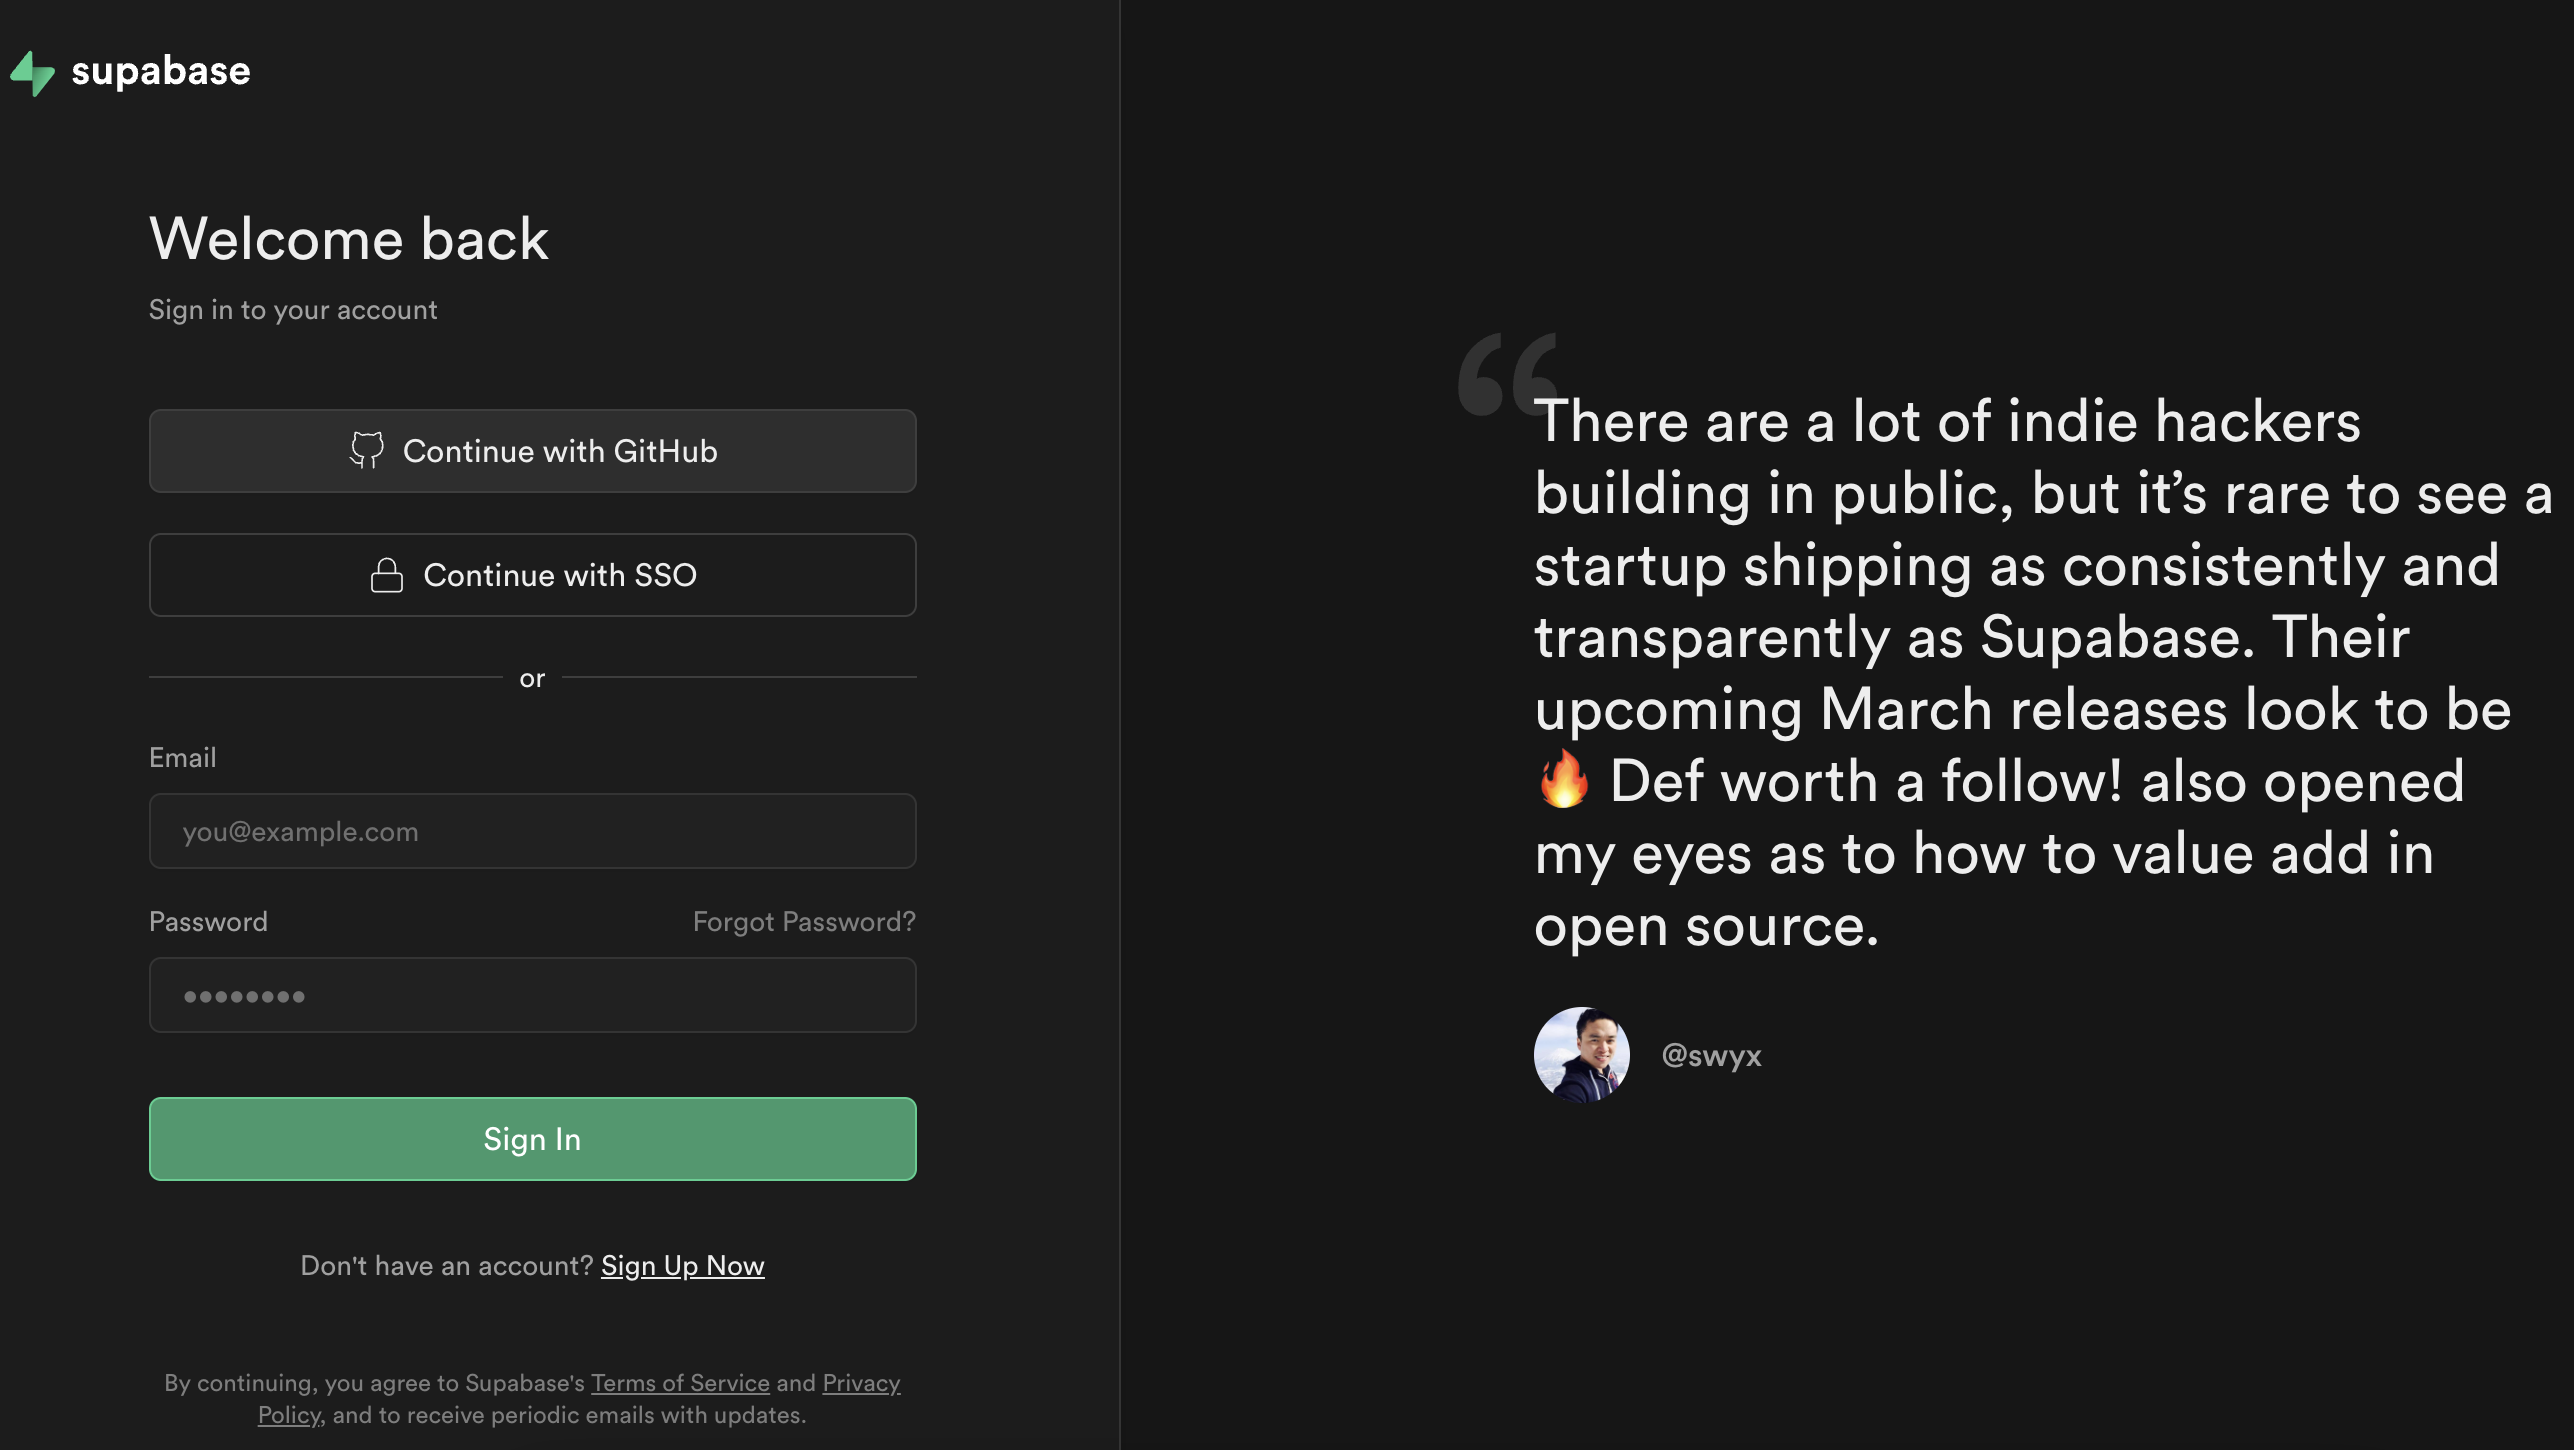 supabase
Welcome back
Sign in to your account
Continue with GitHub
Continue with SSO
or
Email
you@example.com
Password
Forgot Password?
Sign In
Don't have an account? Sign Up Now
By continuing, you agree to Supabase's Terms of Service and Privacy
Policy, and to receive periodic emails with updates.
“
There are a lot of indie hackers
building in public, but it’s rare to see a
startup shipping as consistently and
transparently as Supabase. Their
upcoming March releases look to be
🔥 Def worth a follow! also opened
my eyes as to how to value add in
open source.
@swyx